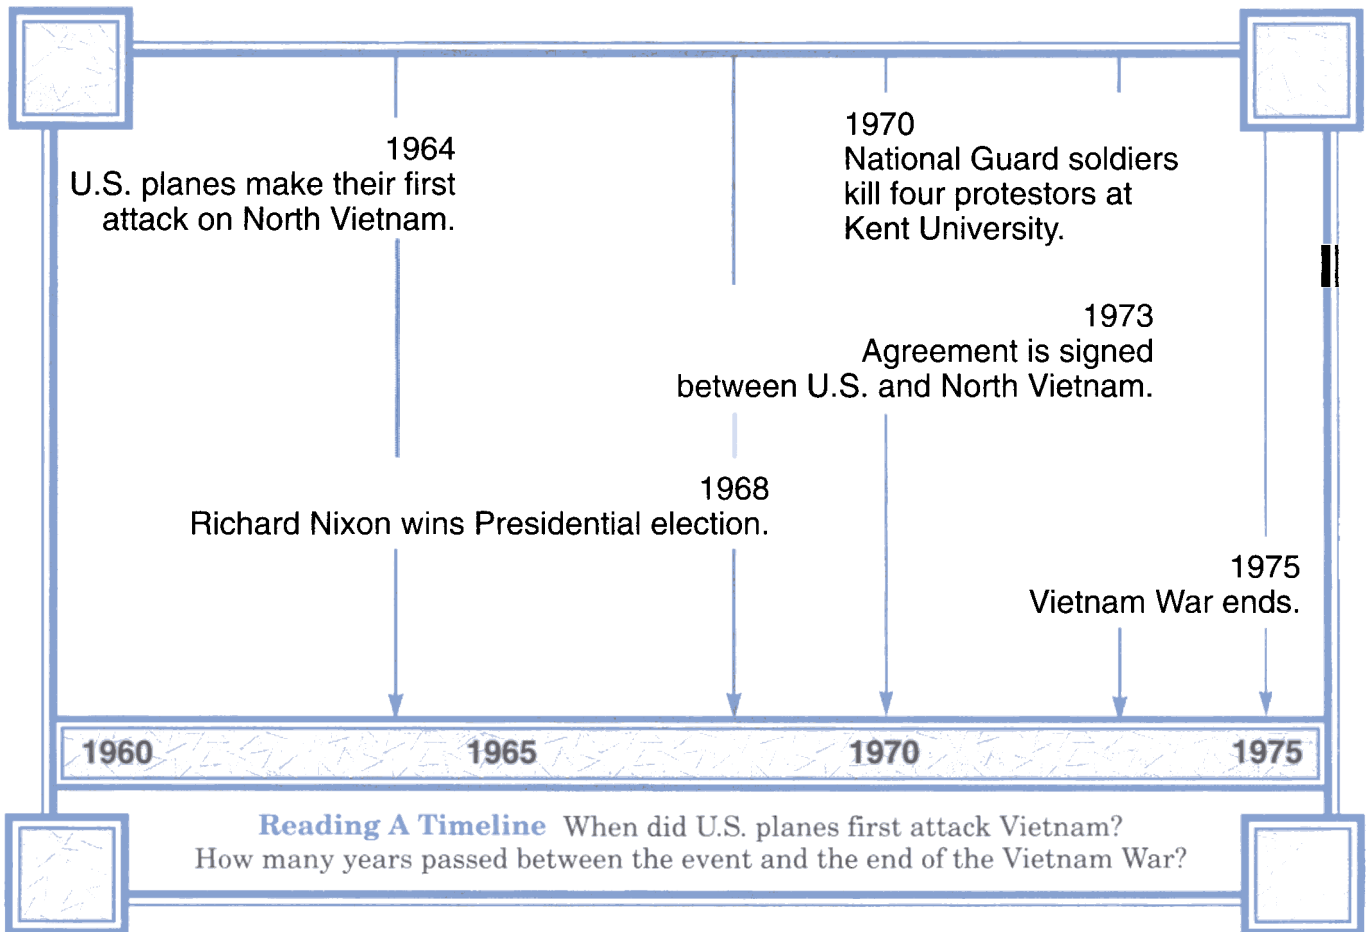 1964
U.S. planes make their first
attack on North Vietnam.
1970
National Guard soldiers
kill four protestors at
Kent University.
1973
Agreement is signed
between U.S. and North Vietnam.
1968
Richard Nixon wins Presidential election.
1975
Vietnam War ends.
1960 1965 1970 1975
Reading A Timeline When did U.S. planes first attack Vietnam?
How many years passed between the event and the end of the Vietnam War?